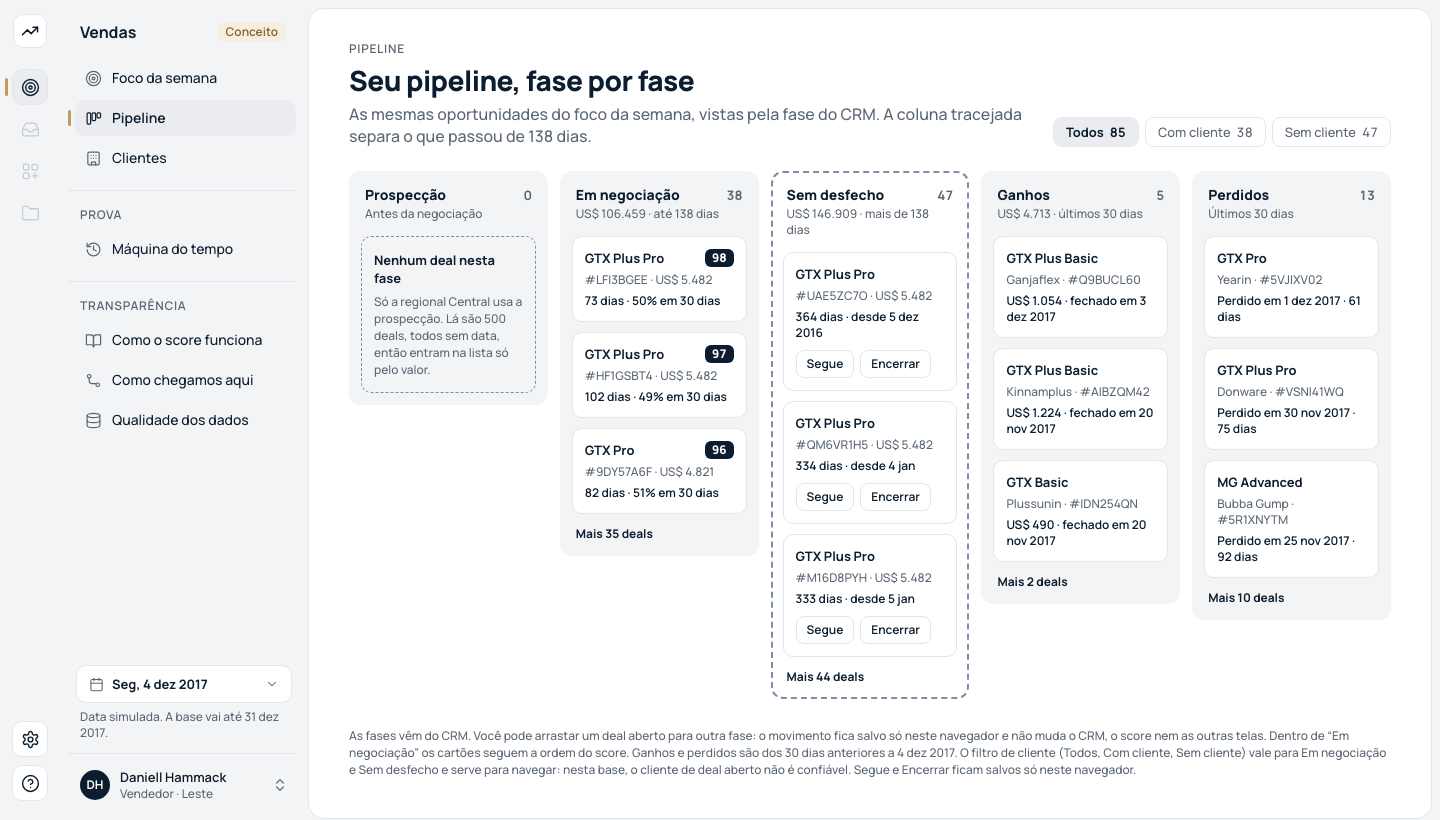 Vendas
Conceito
Foco da semana
Pipeline
Clientes
PROVA
Máquina do tempo
TRANSPARÊNCIA
Como o score funciona
Como chegamos aqui
Qualidade dos dados
Seg, 4 dez 2017
Data simulada. A base vai até 31 dez
2017.
DH
Daniell Hammack
Vendedor · Leste
PIPELINE
Seu pipeline, fase por fase
As mesmas oportunidades do foco da semana, vistas pela fase do CRM. A coluna tracejada
separa o que passou de 138 dias.
Todos 85
Com cliente 38
Sem cliente 47
Prospecção 0
Antes da negociação
Nenhum deal nesta
fase
Só a regional Central usa a
prospecção. Lá são 500
deals, todos sem data,
então entram na lista só
pelo valor.
Em negociação 38
US$ 106.459 · até 138 dias
GTX Plus Pro 98
#LFI3BGEE · US$ 5.482
73 dias · 50% em 30 dias
GTX Plus Pro 97
#HF1GSBT4 · US$ 5.482
102 dias · 49% em 30 dias
GTX Pro 96
#9DY57A6F · US$ 4.821
82 dias · 51% em 30 dias
Mais 35 deals
Sem desfecho 47
US$ 146.909 · mais de 138
dias
GTX Plus Pro
#UAE5ZC7O · US$ 5.482
364 dias · desde 5 dez
2016
Segue Encerrar
GTX Plus Pro
#QM6VR1H5 · US$ 5.482
334 dias · desde 4 jan
Segue Encerrar
GTX Plus Pro
#M16D8PYH · US$ 5.482
333 dias · desde 5 jan
Segue Encerrar
Mais 44 deals
Ganhos 5
US$ 4.713 · últimos 30 dias
GTX Plus Basic
Ganjaflex · #Q9BUCL60
US$ 1.054 · fechado em 3
dez 2017
GTX Plus Basic
Kinnamplus · #AIBZQM42
US$ 1.224 · fechado em 20
nov 2017
GTX Basic
Plussunin · #IDN254QN
US$ 490 · fechado em 20
nov 2017
Mais 2 deals
Perdidos 13
Últimos 30 dias
GTX Pro
Yearin · #5VJIXV02
Perdido em 1 dez 2017 · 61
dias
GTX Plus Pro
Donware · #VSNI41WQ
Perdido em 30 nov 2017 ·
75 dias
MG Advanced
Bubba Gump ·
#5R1XNYTM
Perdido em 25 nov 2017 ·
92 dias
Mais 10 deals
As fases vêm do CRM. Você pode arrastar um deal aberto para outra fase: o movimento fica salvo só neste navegador e não muda o CRM, o score nem as outras telas. Dentro de “Em
negociação” os cartões seguem a ordem do score. Ganhos e perdidos são dos 30 dias anteriores a 4 dez 2017. O filtro de cliente (Todos, Com cliente, Sem cliente) vale para Em negociação
e Sem desfecho e serve para navegar: nesta base, o cliente de deal aberto não é confiável. Segue e Encerrar ficam salvos só neste navegador.